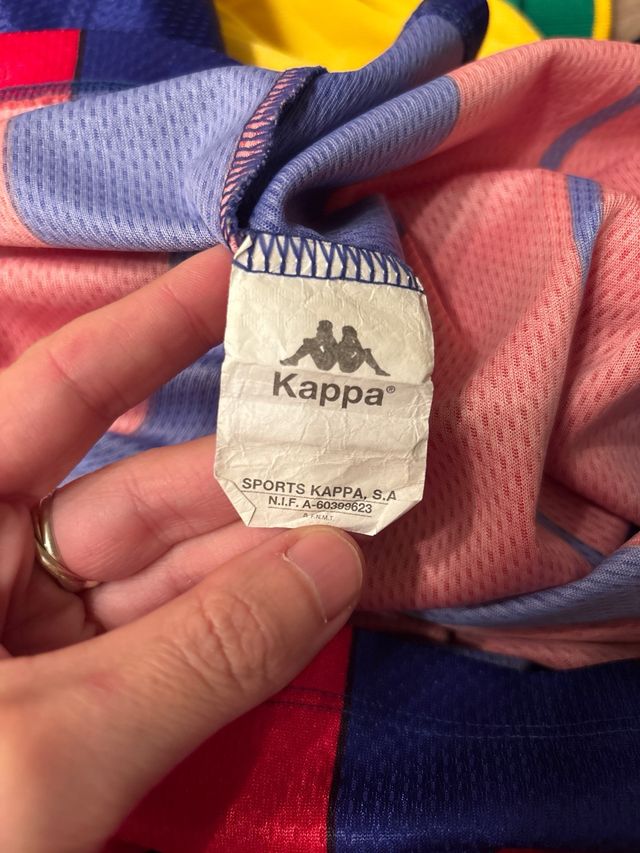 Kappa®
SPORTS KAPPA, S.A
N.I.F. A-60399623
A.T.N.M.T.